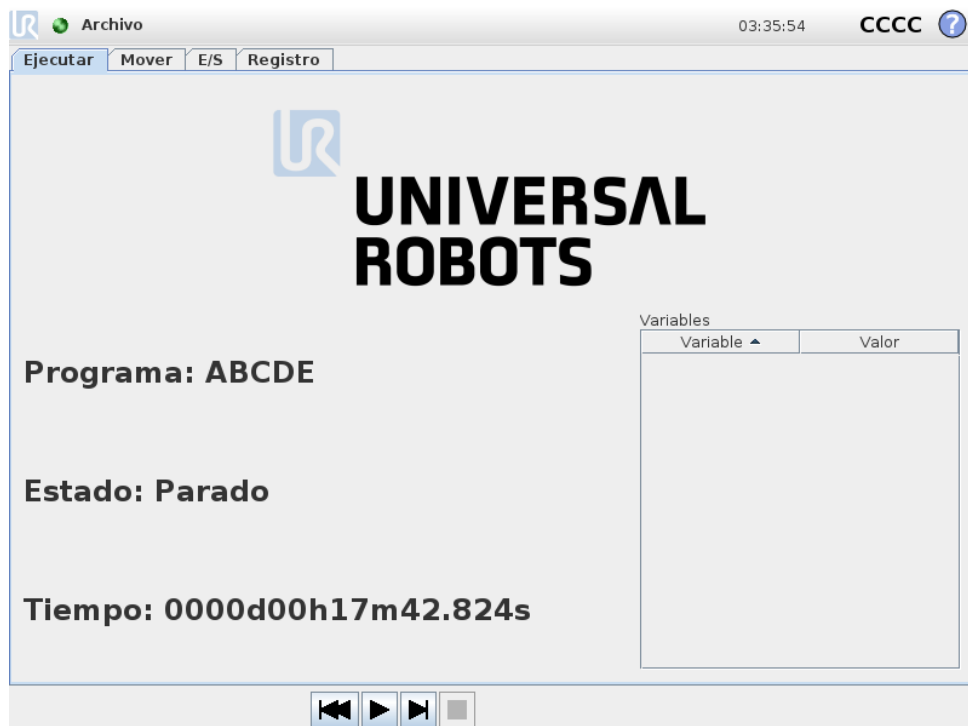 Archivo 03:35:54 CCCC ?
Ejecutar Mover E/S Registro
UR
UNIVERSAL
ROBOTS
Variables
Variable Valor
Programa: ABCDE
Estado: Parado
Tiempo: 0000d00h17m42.824s